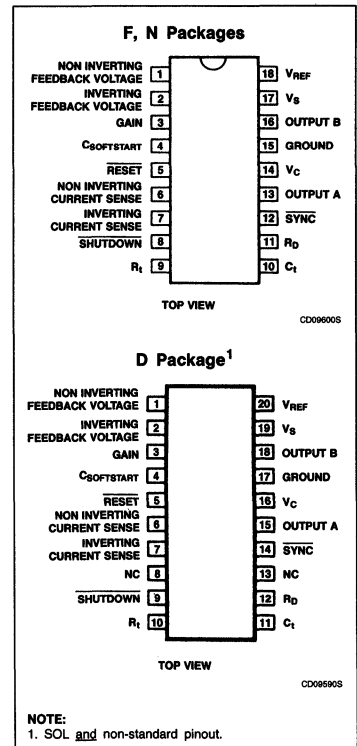 F, N Packages
NON INVERTING
FEEDBACK VOLTAGE 1
18 VREF
INVERTING
FEEDBACK VOLTAGE 2
17 VS
GAIN 3
16 OUTPUT B
CSOFTSTART 4
15 GROUND
RESET 5
14 VC
NON INVERTING
CURRENT SENSE 6
13 OUTPUT A
INVERTING
CURRENT SENSE 7
12 SYNC
SHUTDOWN 8
11 RD
Rt 9
10 Ct
TOP VIEW
CD09600S
D Package1
NON INVERTING
FEEDBACK VOLTAGE 1
20 VREF
INVERTING
FEEDBACK VOLTAGE 2
19 VS
GAIN 3
18 OUTPUT B
CSOFTSTART 4
17 GROUND
RESET 5
16 VC
NON INVERTING
CURRENT SENSE 6
15 OUTPUT A
INVERTING
CURRENT SENSE 7
14 SYNC
NC 8
13 NC
SHUTDOWN 9
12 RD
Rt 10
11 Ct
TOP VIEW
CD09590S
NOTE:
1. SOL and non-standard pinout.